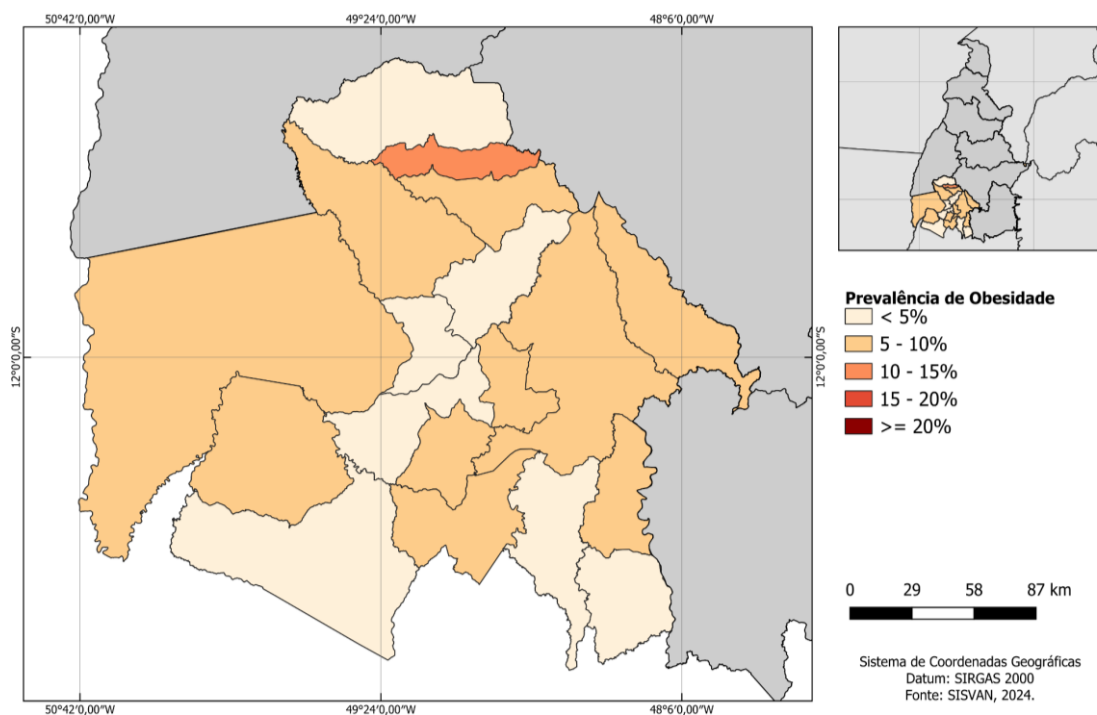 50°42'0,00"W
49°24'0,00"W
48°6'0,00"W
12°0'0,00"S
12°0'0,00"S
50°42'0,00"W
49°24'0,00"W
48°6'0,00"W
Prevalência de Obesidade
< 5%
5 - 10%
10 - 15%
15 - 20%
>= 20%
0 29 58 87 km
Sistema de Coordenadas Geográficas
Datum: SIRGAS 2000
Fonte: SISVAN, 2024.